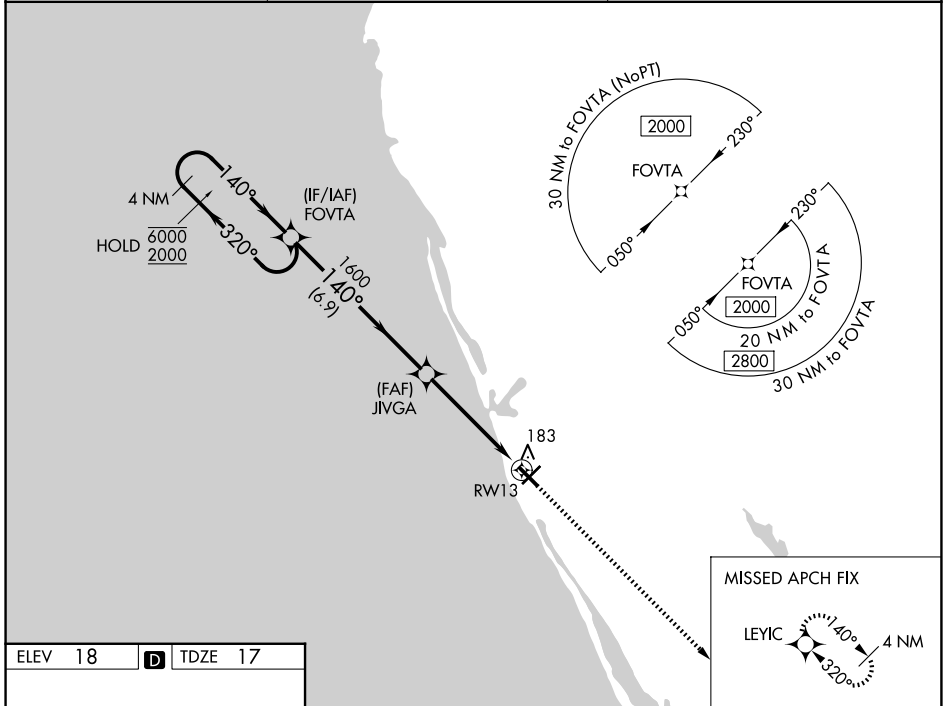 30 NM to FOVTA (NoPT)
2000
230°
FOVTA
050°
140°
4 NM
(IF/IAF)
FOVTA
HOLD
6000
2000
320°
1600
140°
(6.9)
230°
FOVTA
050°
2000
20 NM to FOVTA
2800
30 NM to FOVTA
(FAF)
JIVGA
183
RW13
MISSED APCH FIX
LEYIC
140°
4 NM
320°
ELEV 18 D TDZE 17